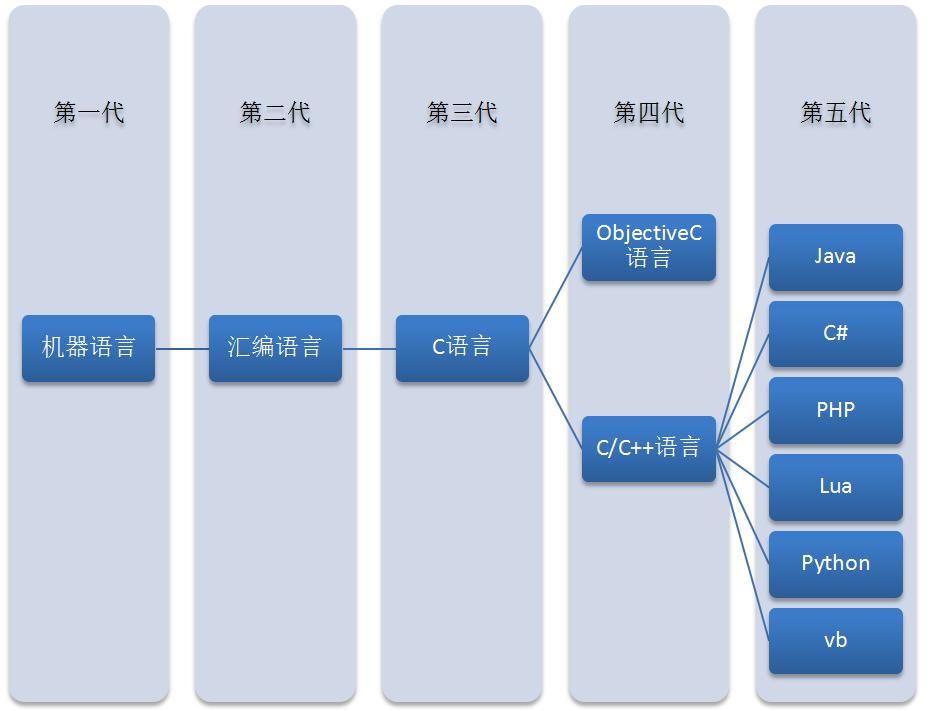 第一代
第二代
第三代
第四代
第五代
机器语言
汇编语言
C语言
ObjectiveC
语言
C/C++语言
Java
C#
PHP
Lua
Python
vb